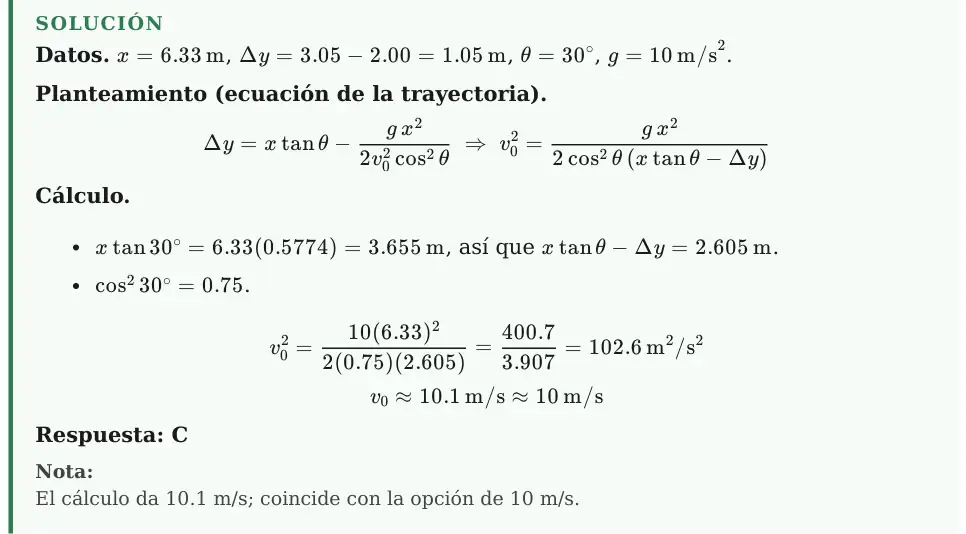 SOLUCIÓN
Datos. x = 6.33 m, Δy = 3.05 − 2.00 = 1.05 m, θ = 30°, g = 10 m/s².
Planteamiento (ecuación de la trayectoria).
Δy = x tan θ − \frac{g x²}{2v₀² cos² θ} ⇒ v₀² = \frac{g x²}{2 cos² θ (x tan θ − Δy)}
Cálculo.
• x tan 30° = 6.33(0.5774) = 3.655 m, así que x tan θ − Δy = 2.605 m.
• cos² 30° = 0.75.
v₀² = \frac{10(6.33)²}{2(0.75)(2.605)} = \frac{400.7}{3.907} = 102.6 m²/s²
v₀ ≈ 10.1 m/s ≈ 10 m/s
Respuesta: C
Nota:
El cálculo da 10.1 m/s; coincide con la opción de 10 m/s.